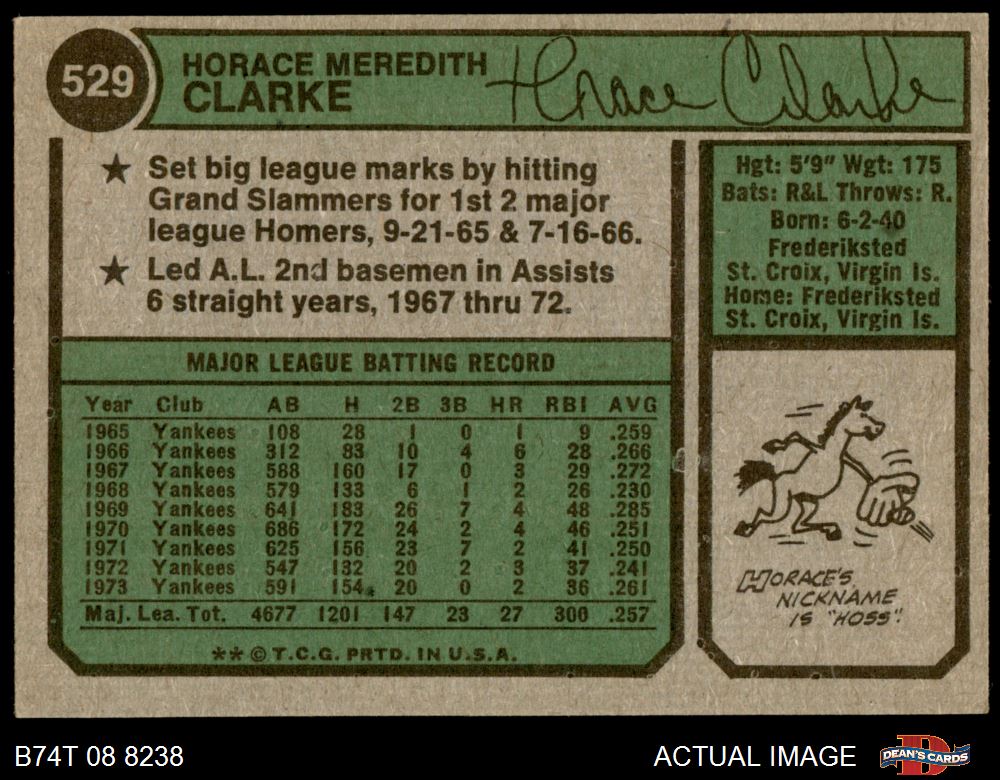 529
HORACE MEREDITH
CLARKE
Horace Clarke
★ Set big league marks by hitting
Grand Slammers for 1st 2 major
league Homers, 9-21-65 & 7-16-66.
★ Led A.L. 2nd basemen in Assists
6 straight years, 1967 thru 72.
Hgt: 5'9" Wgt: 175
Bats: R&L Throws: R.
Born: 6-2-40
Frederiksted
St. Croix, Virgin Is.
Home: Frederiksted
St. Croix, Virgin Is.
MAJOR LEAGUE BATTING RECORD
Year Club AB H 2B 3B HR RBI AVG
1965 Yankees 108 28 1 0 1 9 .259
1966 Yankees 312 83 10 4 6 28 .266
1967 Yankees 588 160 17 0 3 29 .272
1968 Yankees 579 133 6 1 2 26 .230
1969 Yankees 641 183 26 7 4 48 .285
1970 Yankees 686 172 24 2 4 46 .251
1971 Yankees 625 156 23 7 2 41 .250
1972 Yankees 547 132 20 2 3 37 .241
1973 Yankees 591 154 20 0 2 36 .261
Maj. Lea. Tot. 4677 1201 147 23 27 300 .257
** © T.C.G. PRTD. IN U.S.A.
HORACE'S
NICKNAME
IS "HOSS".
B74T 08 8238
ACTUAL IMAGE
DEAN'S CARDS